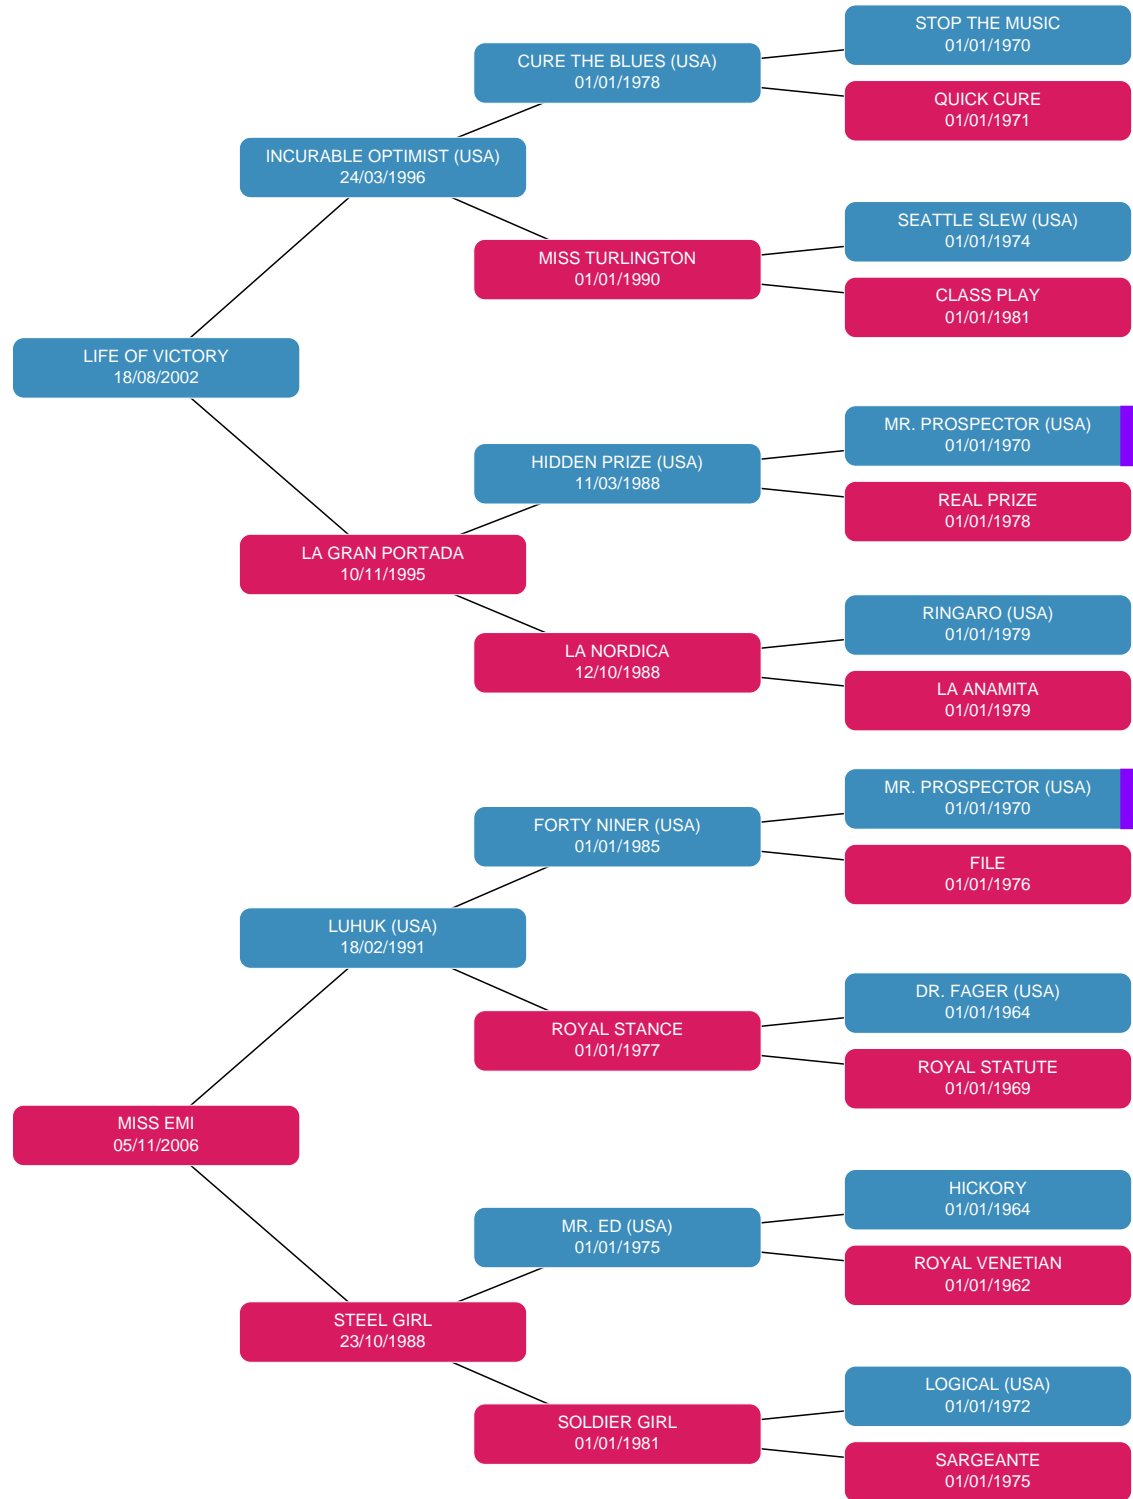 STOP THE MUSIC
01/01/1970
CURE THE BLUES (USA)
01/01/1978
QUICK CURE
01/01/1971
INCURABLE OPTIMIST (USA)
24/03/1996
SEATTLE SLEW (USA)
01/01/1974
MISS TURLINGTON
01/01/1990
CLASS PLAY
01/01/1981
LIFE OF VICTORY
18/08/2002
MR. PROSPECTOR (USA)
01/01/1970
HIDDEN PRIZE (USA)
11/03/1988
REAL PRIZE
01/01/1978
LA GRAN PORTADA
10/11/1995
RINGARO (USA)
01/01/1979
LA NORDICA
12/10/1988
LA ANAMITA
01/01/1979
MR. PROSPECTOR (USA)
01/01/1970
FORTY NINER (USA)
01/01/1985
FILE
01/01/1976
LUHUK (USA)
18/02/1991
DR. FAGER (USA)
01/01/1964
ROYAL STANCE
01/01/1977
ROYAL STATUTE
01/01/1969
MISS EMI
05/11/2006
HICKORY
01/01/1964
MR. ED (USA)
01/01/1975
ROYAL VENETIAN
01/01/1962
STEEL GIRL
23/10/1988
LOGICAL (USA)
01/01/1972
SOLDIER GIRL
01/01/1981
SARGEANTE
01/01/1975